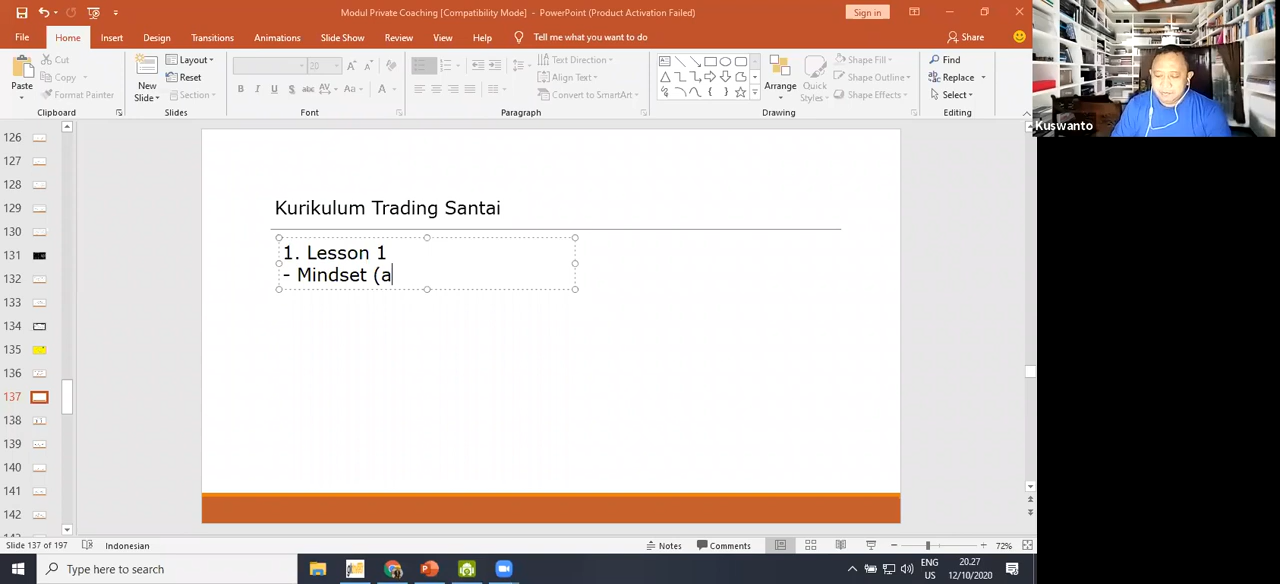 Modul Private Coaching [Compatibility Mode] - PowerPoint (Product Activation Failed)
Sign in
File Home Insert Design Transitions Animations Slide Show Review View Help Tell me what you want to do
Share
Paste
Cut
Copy
Format Painter
Clipboard
New Slide
Layout
Reset
Section
Slides
20
B I U S abc AV Aa A
Font
Text Direction
Align Text
Convert to SmartArt
Paragraph
Arrange
Quick Styles
Shape Fill
Shape Outline
Shape Effects
Drawing
Find
Replace
Select
Editing
Kuswanto
126
127
128
129
130
131
132
133
134
135
136
137
138
139
140
141
142
Kurikulum Trading Santai
1. Lesson 1
- Mindset (a
Slide 137 of 197 Indonesian
Notes Comments 72%
Type here to search
ENG
US
20.27
12/10/2020